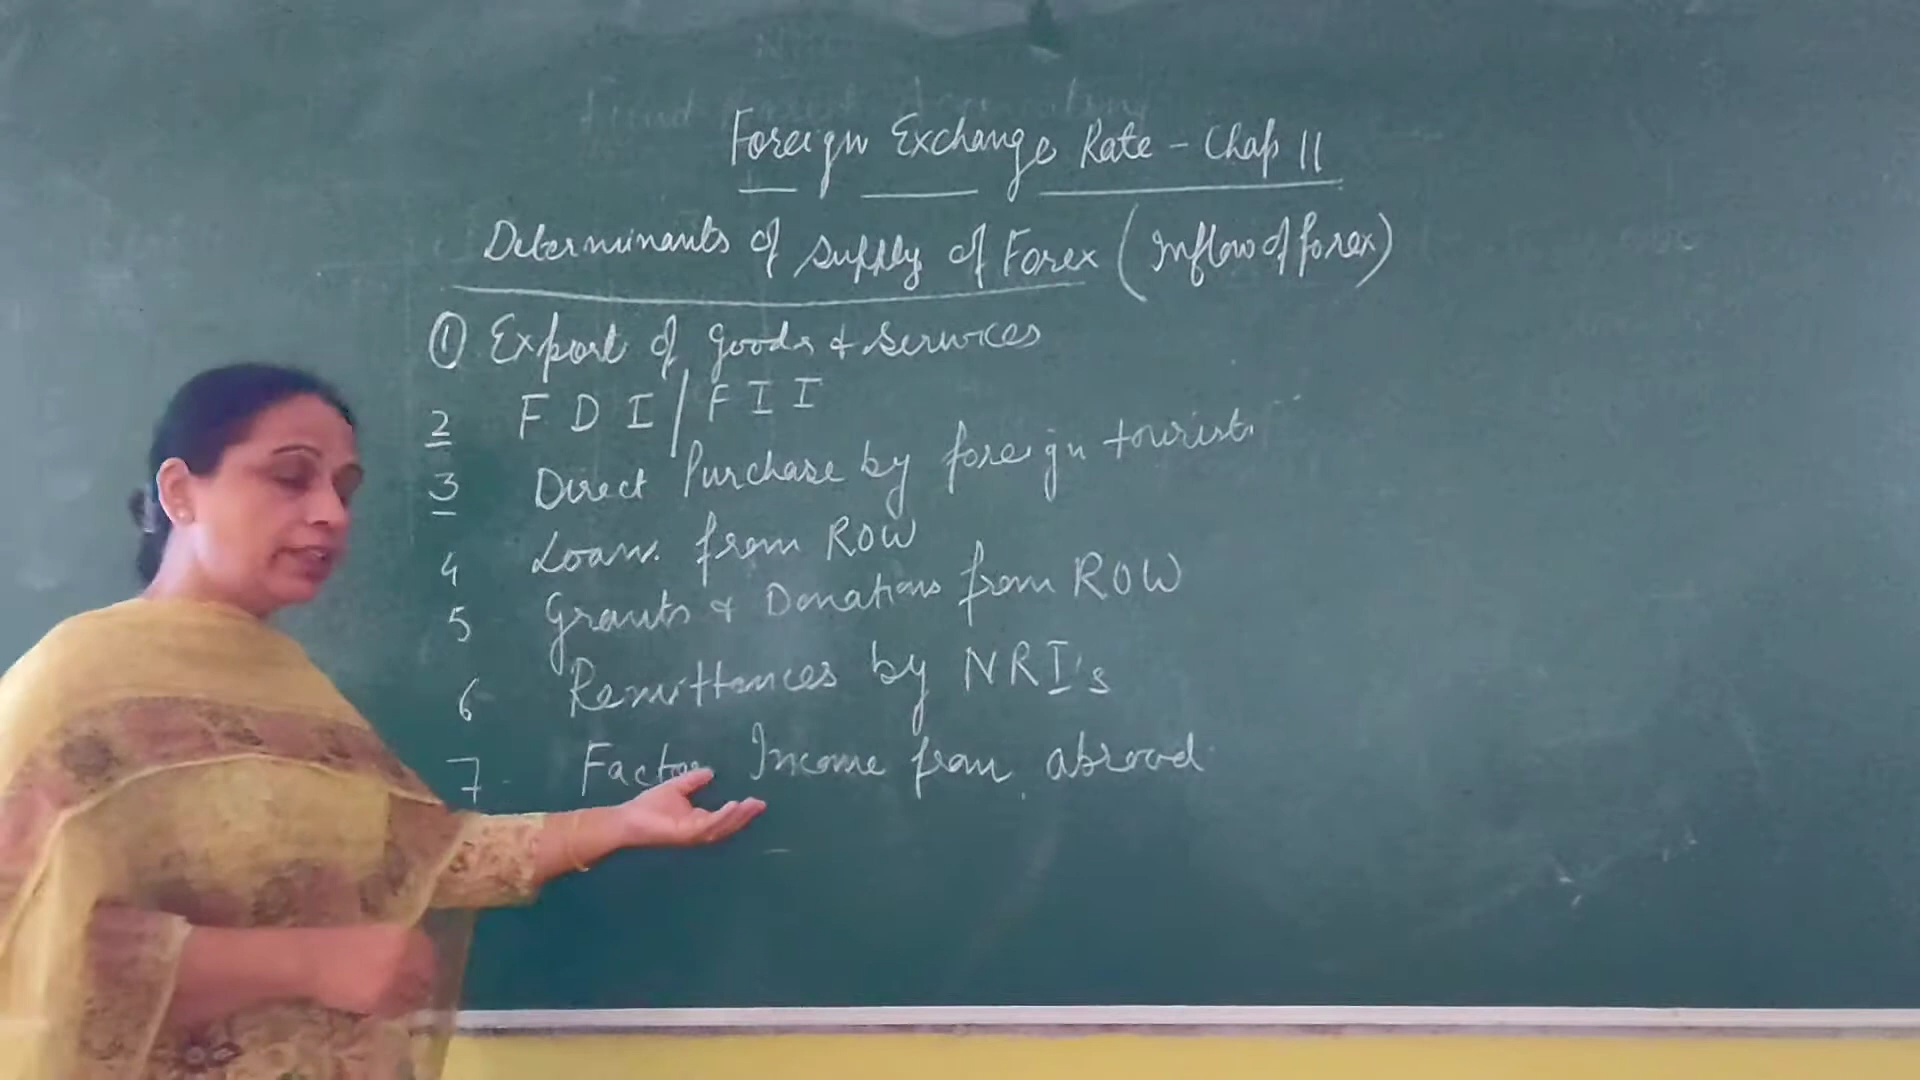 Foreign Exchange Rate - Chap 11
Determinants of Supply of Forex (Inflow of forex)
① Export of goods & services
2 F D I / F I I
3 Direct Purchase by foreign tourists
4 Loans from ROW
5 Grants & Donations from ROW
6 Remittances by NRI's
7 Factor Income from abroad